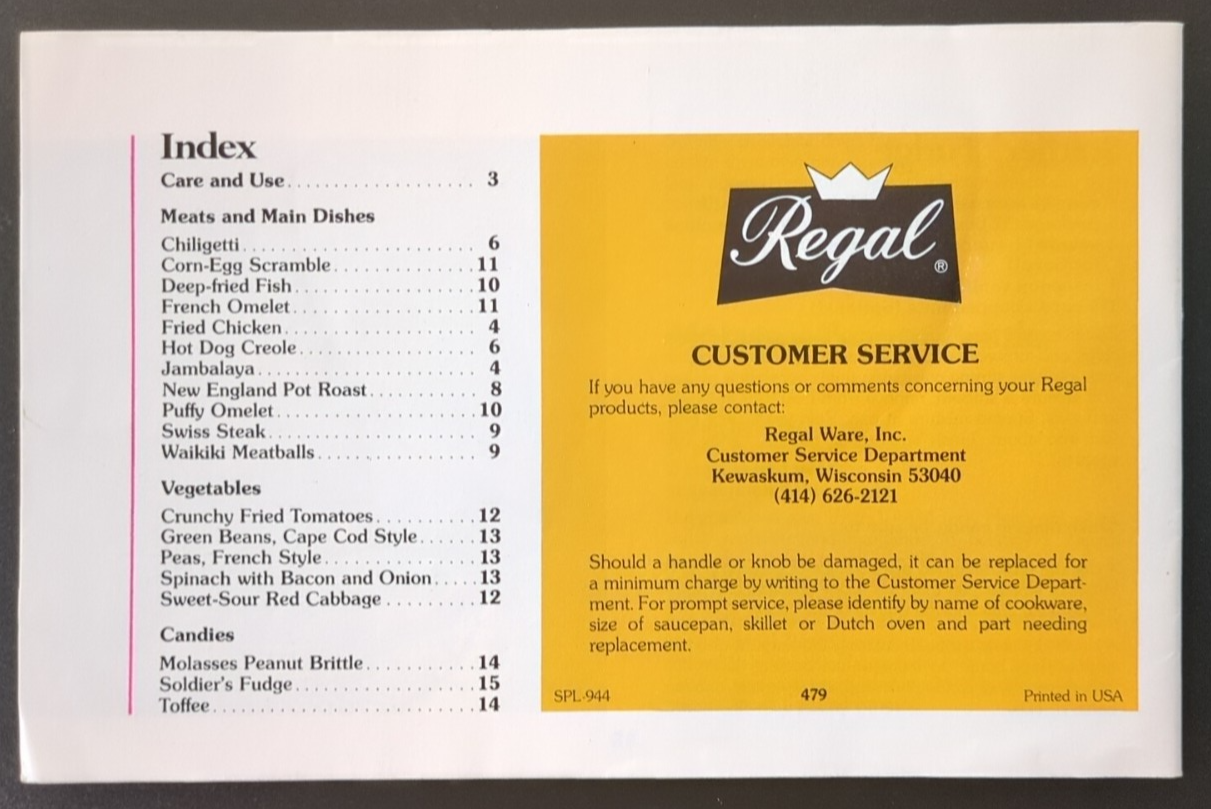 Index
Care and Use.................. 3
Meats and Main Dishes
Chiligetti...................... 6
Corn-Egg Scramble.............. 11
Deep-fried Fish................. 10
French Omelet.................. 11
Fried Chicken................... 4
Hot Dog Creole................. 6
Jambalaya..................... 4
New England Pot Roast........... 8
Puffy Omelet................... 10
Swiss Steak.................... 9
Waikiki Meatballs............... 9
Vegetables
Crunchy Fried Tomatoes.......... 12
Green Beans, Cape Cod Style...... 13
Peas, French Style............... 13
Spinach with Bacon and Onion..... 13
Sweet-Sour Red Cabbage......... 12
Candies
Molasses Peanut Brittle........... 14
Soldier's Fudge................. 15
Toffee......................... 14
Regal®
CUSTOMER SERVICE
If you have any questions or comments concerning your Regal
products, please contact:
Regal Ware, Inc.
Customer Service Department
Kewaskum, Wisconsin 53040
(414) 626-2121
Should a handle or knob be damaged, it can be replaced for
a minimum charge by writing to the Customer Service Depart-
ment. For prompt service, please identify by name of cookware,
size of saucepan, skillet or Dutch oven and part needing
replacement.
SPL-944 479 Printed in USA